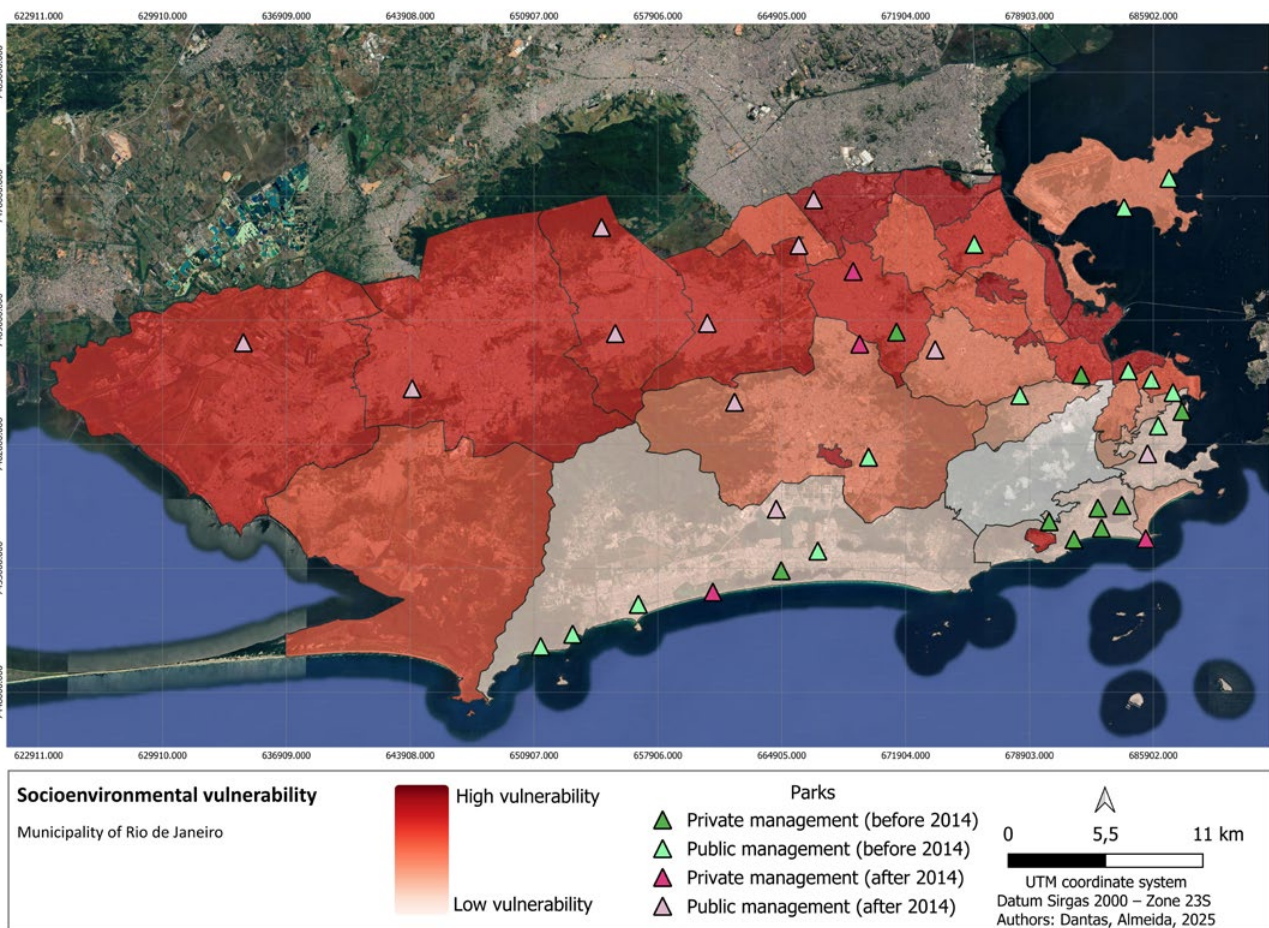 622911.000 629910.000 636909.000 643908.000 650907.000 657906.000 664905.000 671904.000 678903.000 685902.000
622911.000 629910.000 636909.000 643908.000 650907.000 657906.000 664905.000 671904.000 678903.000 685902.000
Socioenvironmental vulnerability
Municipality of Rio de Janeiro
High vulnerability
Low vulnerability
Parks
Private management (before 2014)
Public management (before 2014)
Private management (after 2014)
Public management (after 2014)
0 5,5 11 km
UTM coordinate system
Datum Sirgas 2000 – Zone 23S
Authors: Dantas, Almeida, 2025